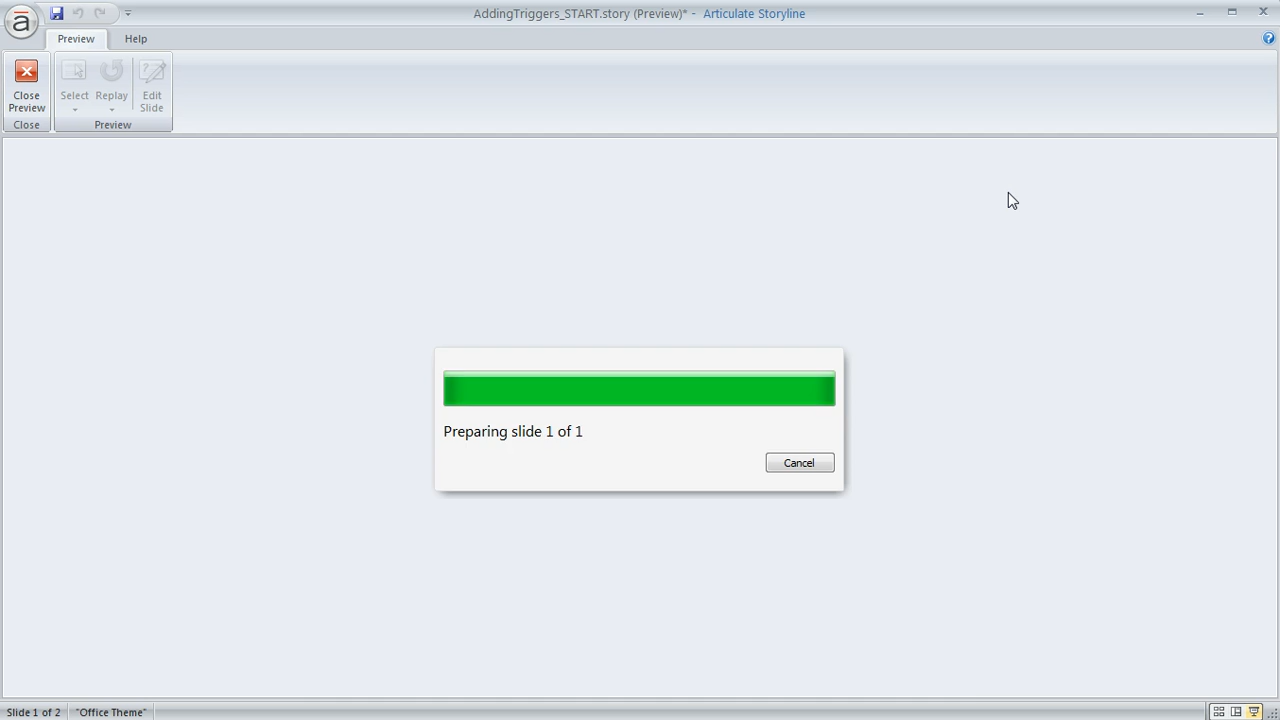 AddingTriggers_START.story (Preview)* - Articulate Storyline
Preview Help
Close Preview
Select
Replay
Edit Slide
Close
Preview
Preparing slide 1 of 1
Cancel
Slide 1 of 2 "Office Theme"